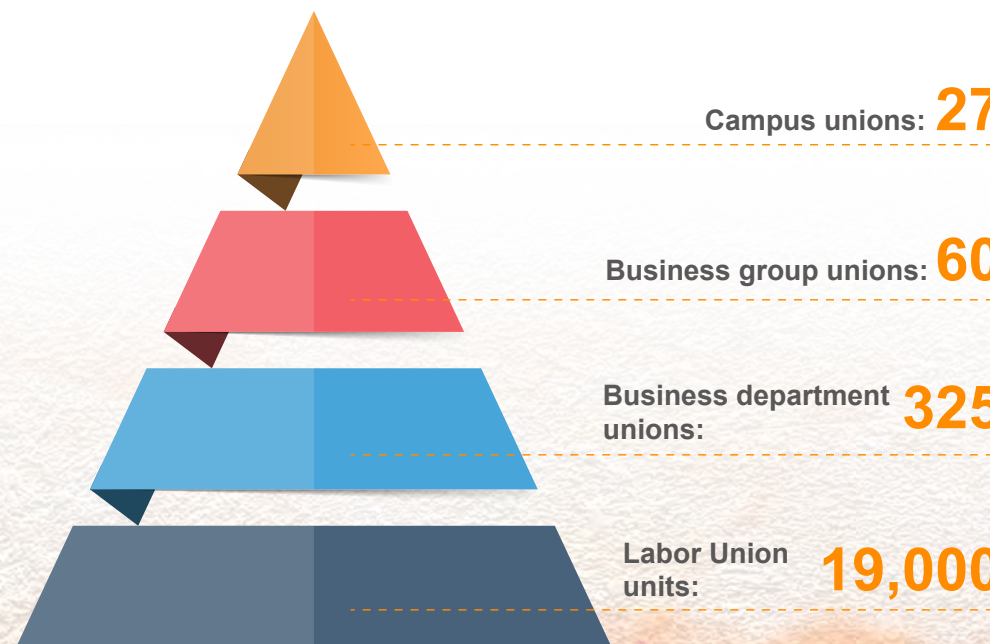 Campus unions: 27
Business group unions: 60
Business department
unions: 325
Labor Union
units: 19,000